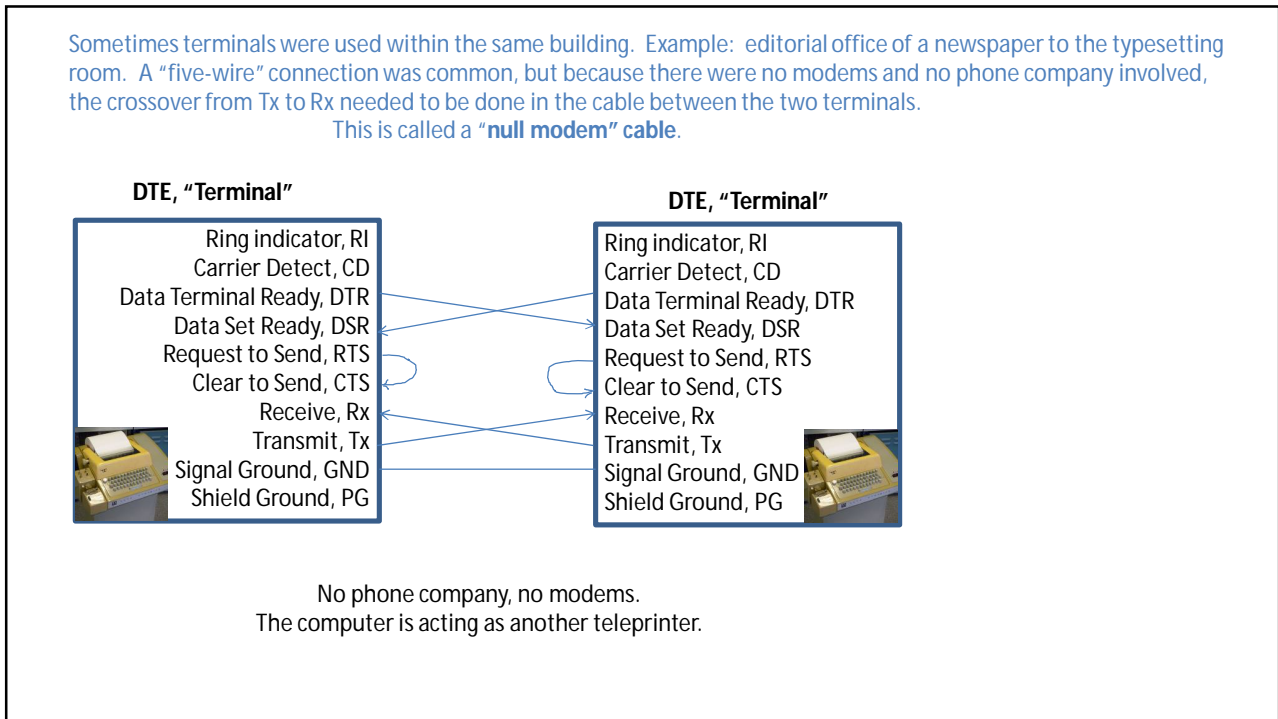 Sometimes terminals were used within the same building.  Example:  editorial office of a newspaper to the typesetting
room.  A “five-wire” connection was common, but because there were no modems and no phone company involved,
the crossover from Tx to Rx needed to be done in the cable between the two terminals.
This is called a “null modem” cable.
DTE, “Terminal”
Ring indicator, RI
Carrier Detect, CD
Data Terminal Ready, DTR
Data Set Ready, DSR
Request to Send, RTS
Clear to Send, CTS
Receive, Rx
Transmit, Tx
Signal Ground, GND
Shield Ground, PG
DTE, “Terminal”
Ring indicator, RI
Carrier Detect, CD
Data Terminal Ready, DTR
Data Set Ready, DSR
Request to Send, RTS
Clear to Send, CTS
Receive, Rx
Transmit, Tx
Signal Ground, GND
Shield Ground, PG
No phone company, no modems.
The computer is acting as another teleprinter.